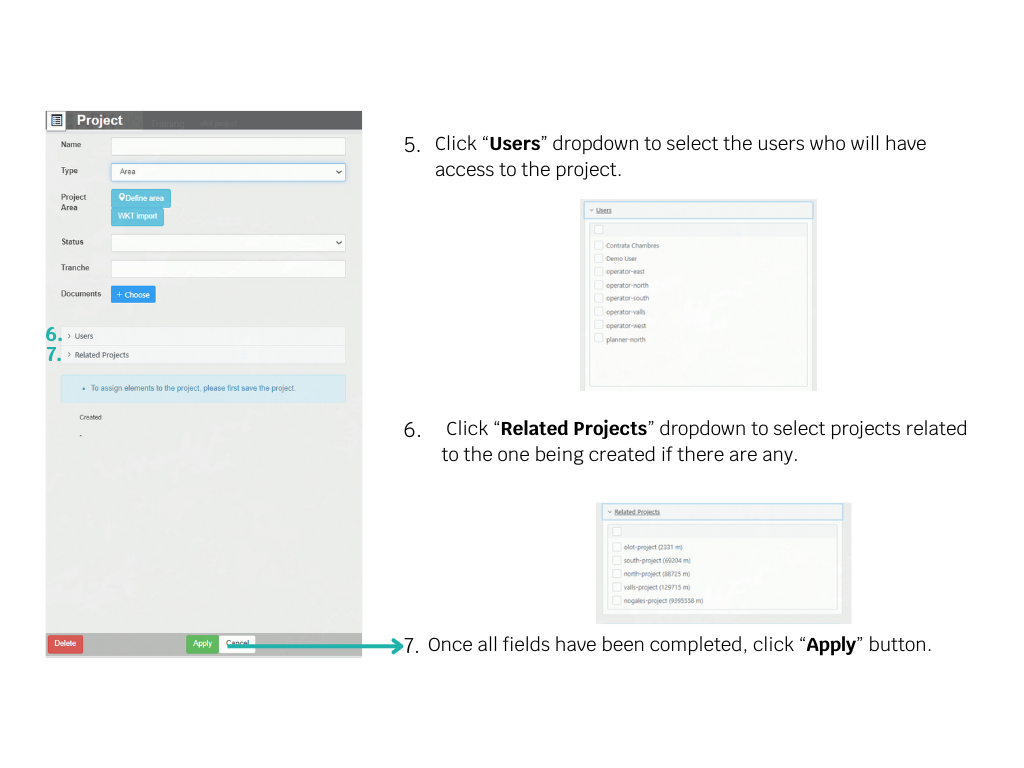 Project
Name
Type
Area
Project
Area
Define area
WKT import
Status
Tranche
Documents
+ Choose
6. > Users
7. > Related Projects
• To assign elements to the project, please first save the project.
Created
-
Delete
Apply
Cancel
5. Click “Users” dropdown to select the users who will have
access to the project.
Users
Contrata Chambres
Demo User
operator-east
operator-north
operator-south
operator-valls
operator-west
planner-north
6. Click “Related Projects” dropdown to select projects related
to the one being created if there are any.
Related Projects
olot-project (2331 m)
south-project (69204 m)
north-project (88725 m)
valls-project (129715 m)
nogales-project (9395558 m)
7. Once all fields have been completed, click “Apply” button.